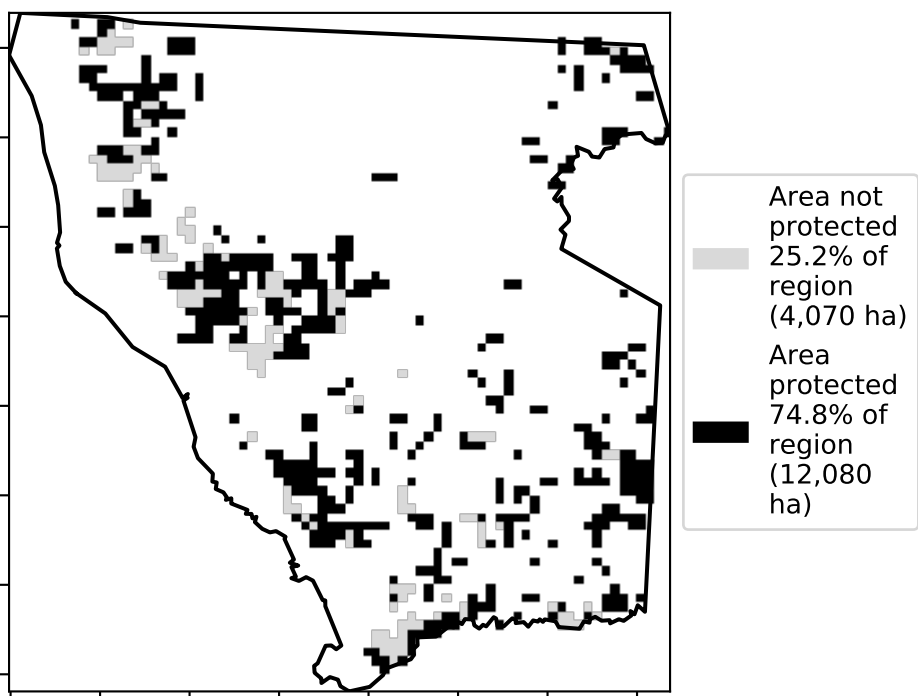 Area not
protected
25.2% of
region
(4,070 ha)
Area
protected
74.8% of
region
(12,080
ha)